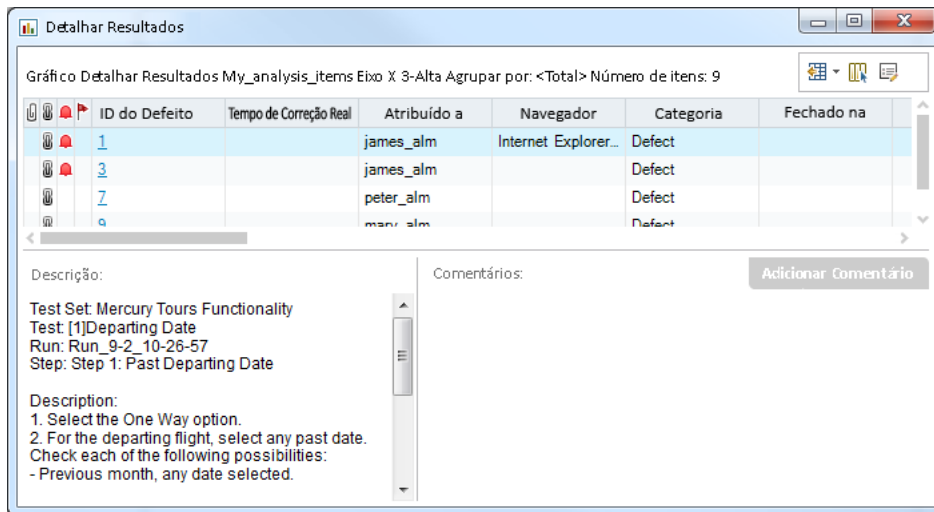 Detalhar Resultados
Gráfico Detalhar Resultados My_analysis_items Eixo X 3-Alta Agrupar por: <Total> Número de itens: 9
ID do Defeito Tempo de Correção Real Atribuído a Navegador Categoria Fechado na
1 james_alm Internet Explorer... Defect
3 james_alm Defect
7 peter_alm Defect
9 mary_alm Defect
Descrição:
Comentários:
Adicionar Comentário
Test Set: Mercury Tours Functionality
Test: [1]Departing Date
Run: Run_9-2_10-26-57
Step: Step 1: Past Departing Date
Description:
1. Select the One Way option.
2. For the departing flight, select any past date.
Check each of the following possibilities:
- Previous month, any date selected.